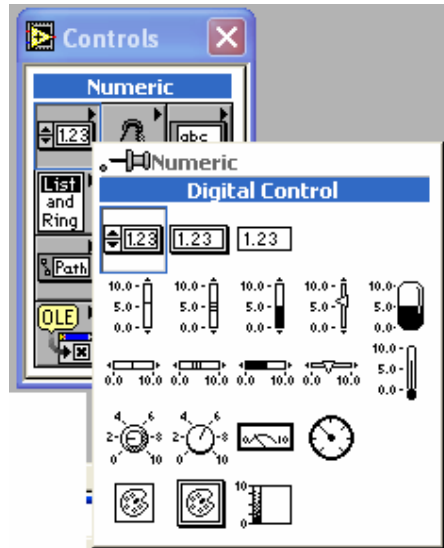 Controls
Numeric
1.23
abc
List
and
Ring
Path
OLE
Numeric
Digital Control
1.23 1.23 1.23
10.0 10.0 10.0 10.0 10.0
5.0 5.0 5.0 5.0 5.0
0.0 0.0 0.0 0.0 0.0
10.0
0.0 10.0 0.0 10.0 0.0 10.0 0.0 10.0 5.0
0.0
4 6 4 6
2 8 2 8 0 10
0 10 0 10
10
0